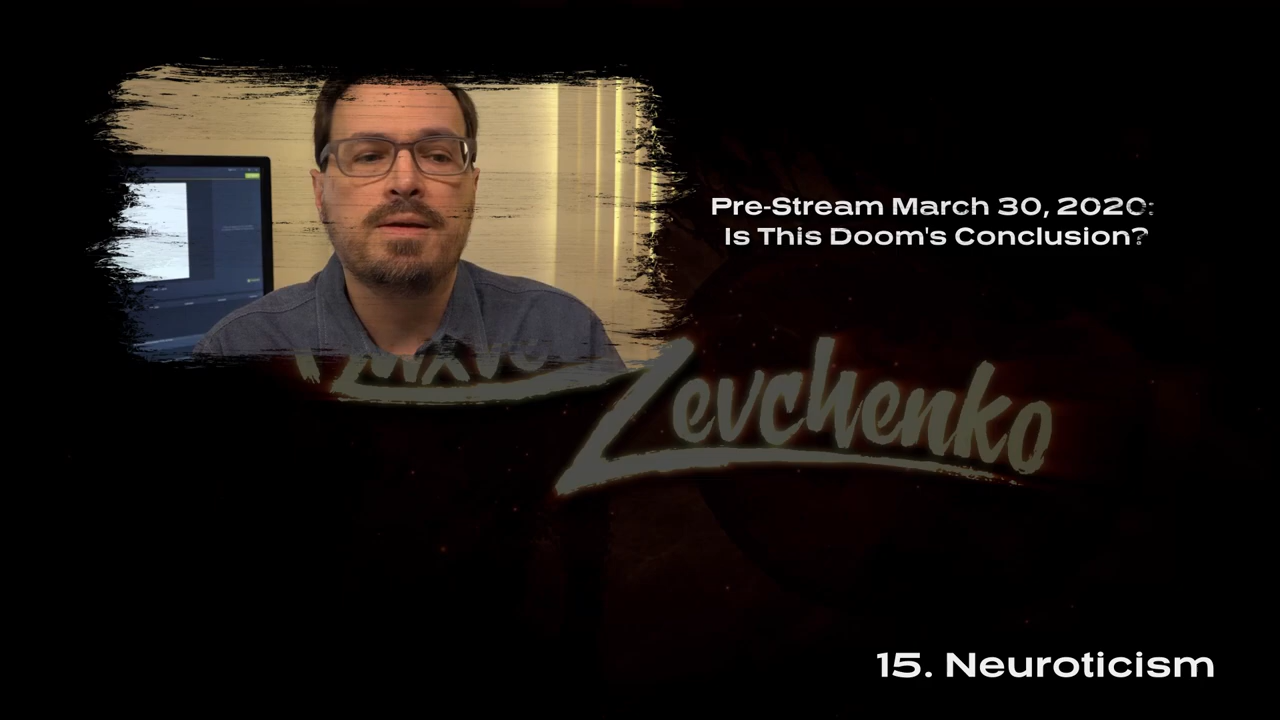 Pre-Stream March 30, 2020:
Is This Doom's Conclusion?
Zevchenko
15. Neuroticism